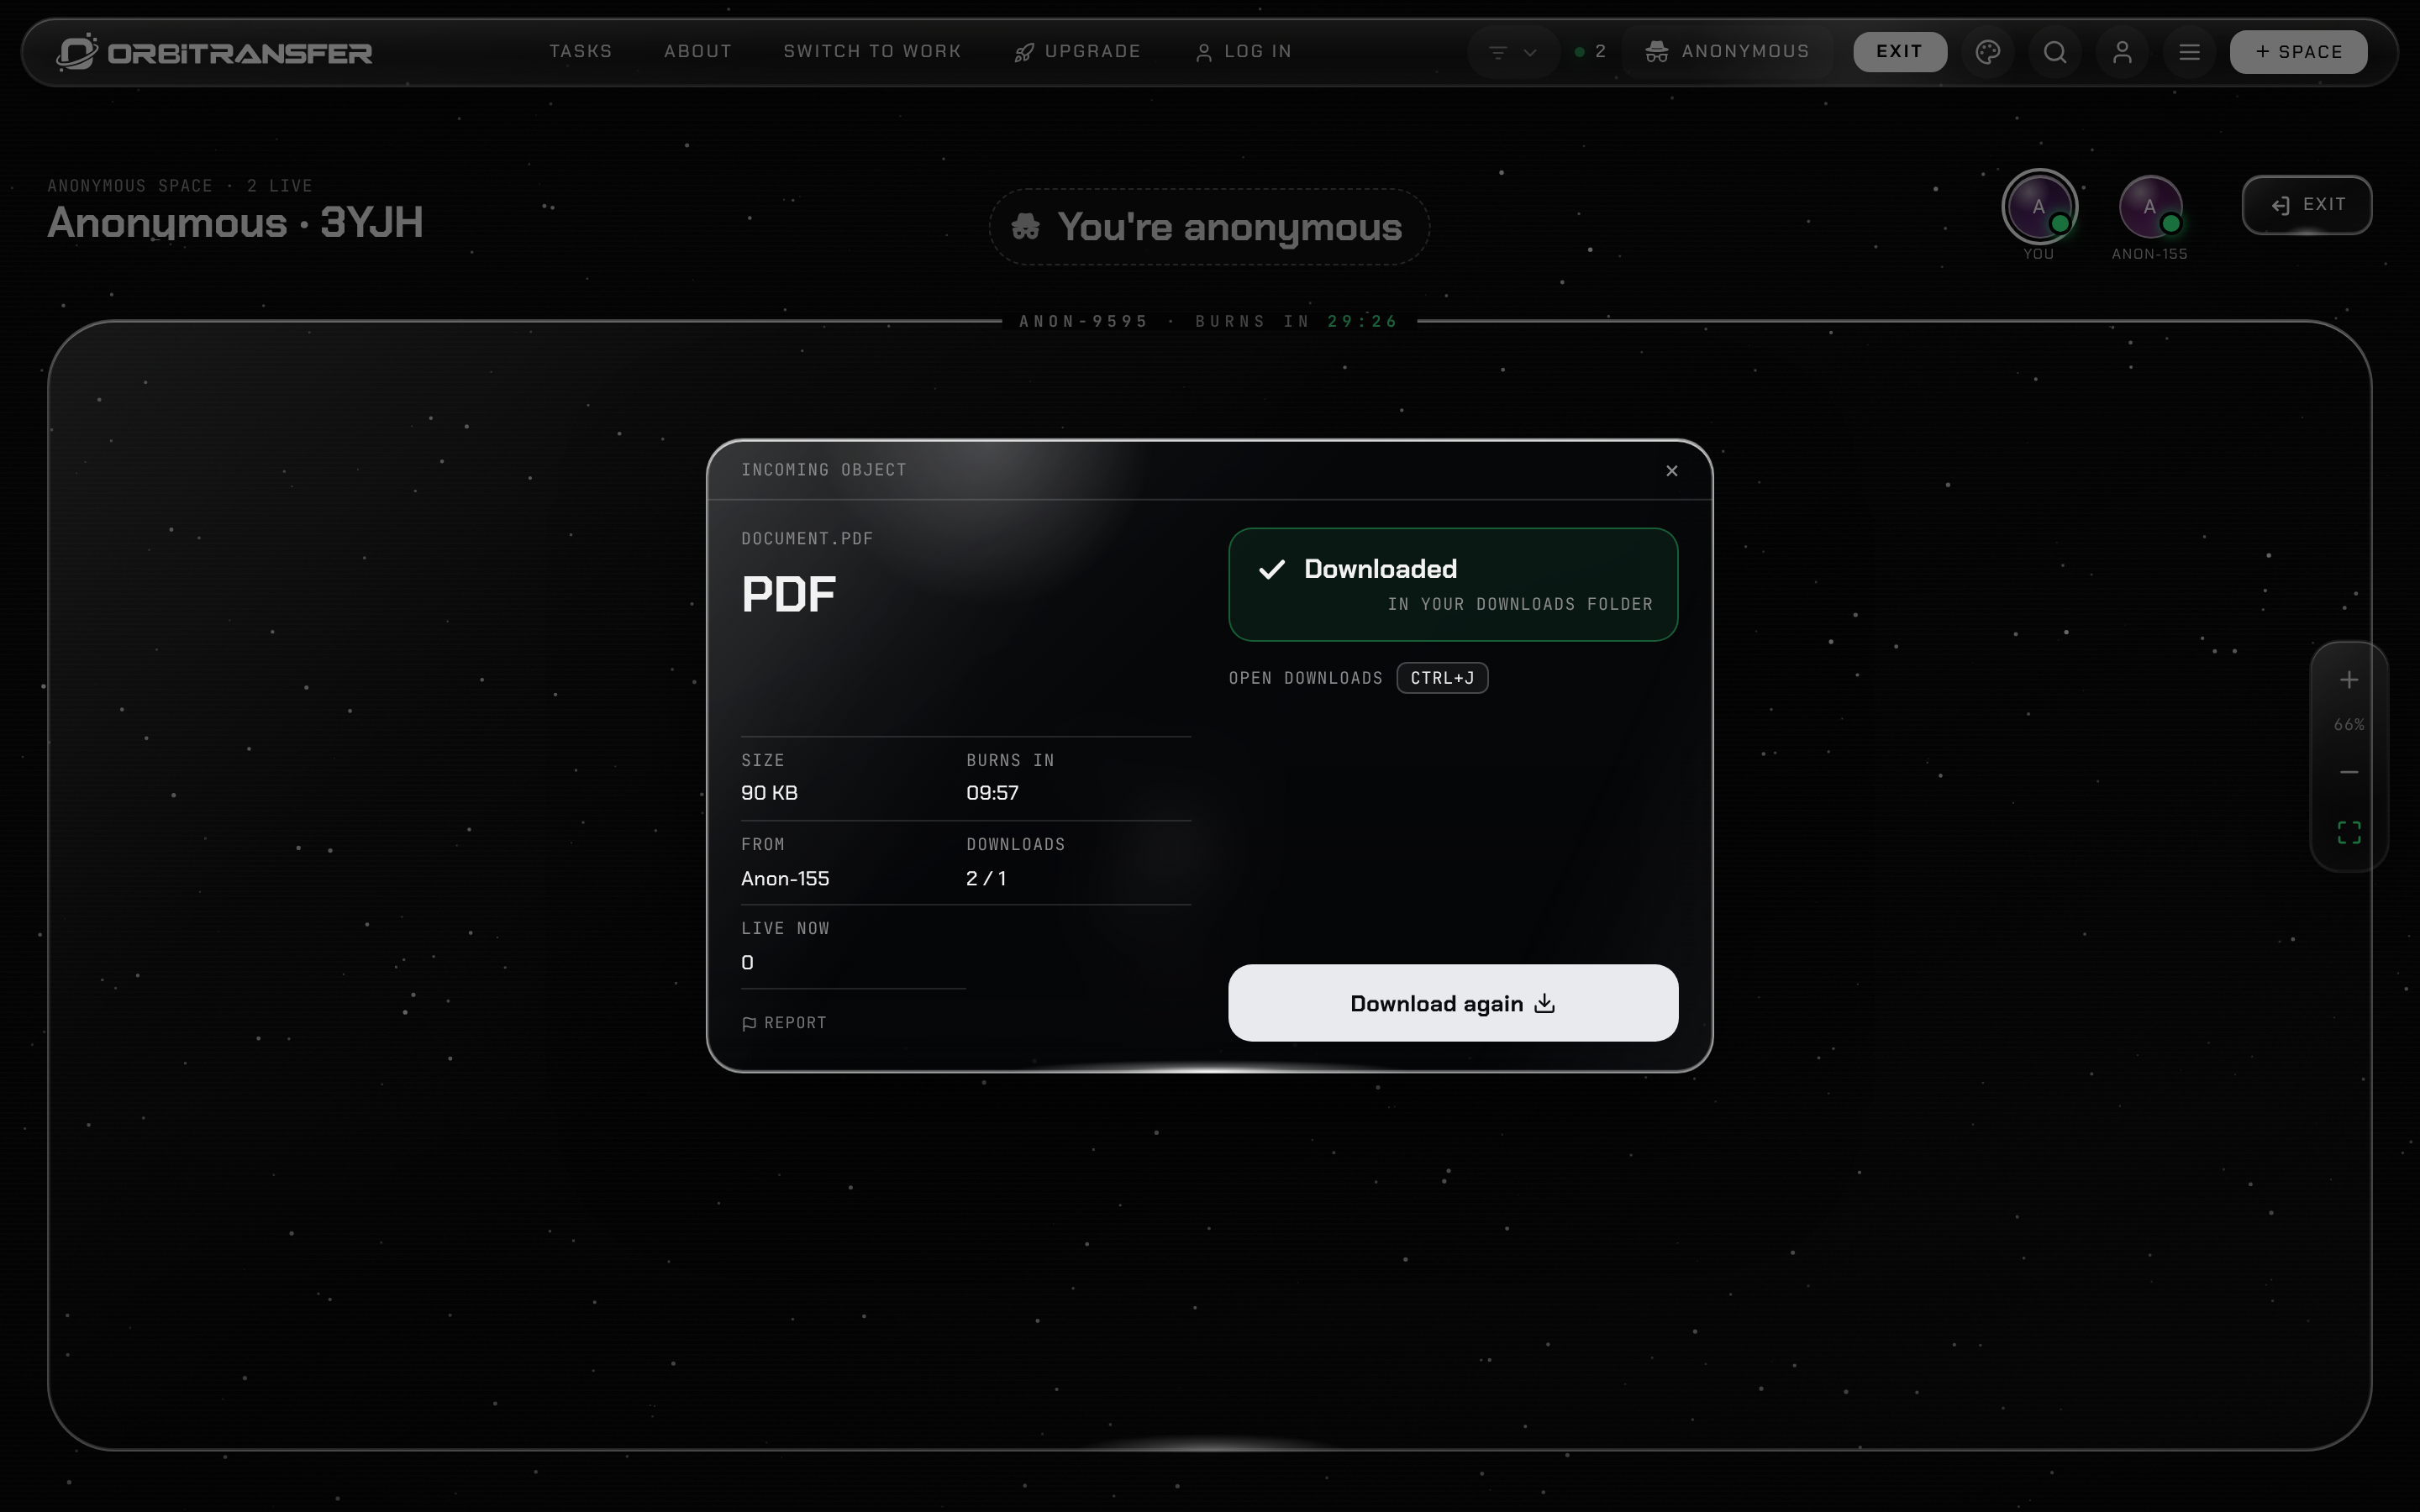 ORBiTRANSFER
TASKS
ABOUT
SWITCH TO WORK
UPGRADE
LOG IN
2
ANONYMOUS
EXIT
+ SPACE
ANONYMOUS SPACE · 2 LIVE
Anonymous · 3YJH
You're anonymous
A
YOU
A
ANON-155
EXIT
ANON-9595 · BURNS IN 29:26
INCOMING OBJECT
×
DOCUMENT.PDF
PDF
SIZE
90 KB
BURNS IN
09:57
FROM
Anon-155
DOWNLOADS
2 / 1
LIVE NOW
0
REPORT
Downloaded
IN YOUR DOWNLOADS FOLDER
OPEN DOWNLOADS CTRL+J
Download again
+
66%
−